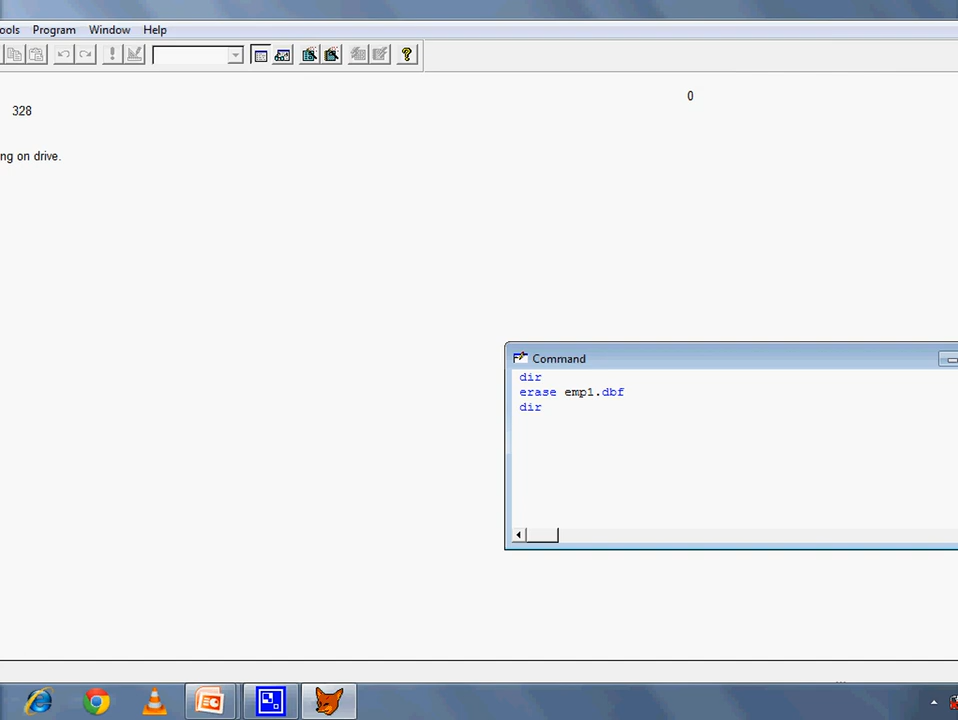 ools Program Window Help
0
328
ng on drive.
Command
dir
erase emp1.dbf
dir